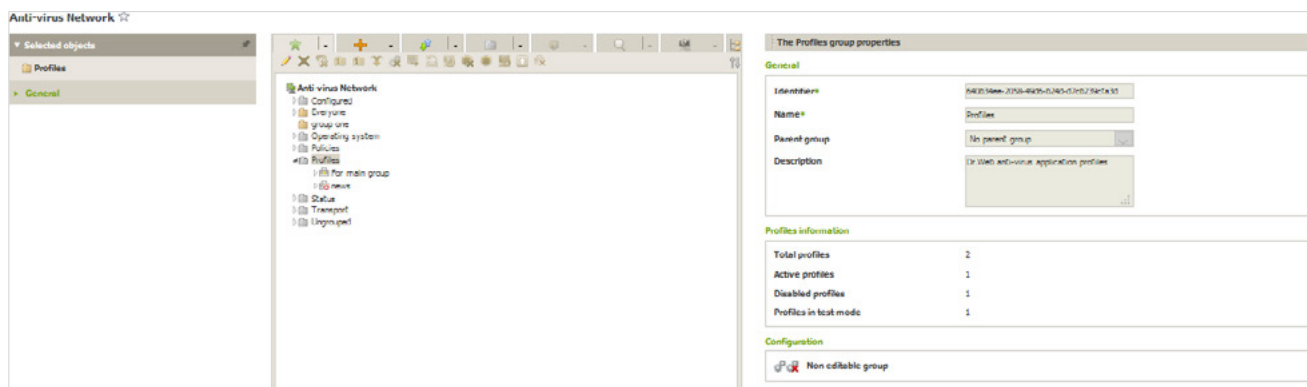 Anti-virus Network
Selected objects
Profiles
General
Anti-virus Network
Configured
Everyone
group one
Operating system
Policies
Profiles
For main group
news
Status
Transport
Ungrouped
The Profiles group properties
General
Identifier*
Name*
Profiles
Parent group
No parent group
Description
Dr.Web anti-virus application profiles
Profiles information
Total profiles 2
Active profiles 1
Disabled profiles 1
Profiles in test mode 1
Configuration
Non editable group